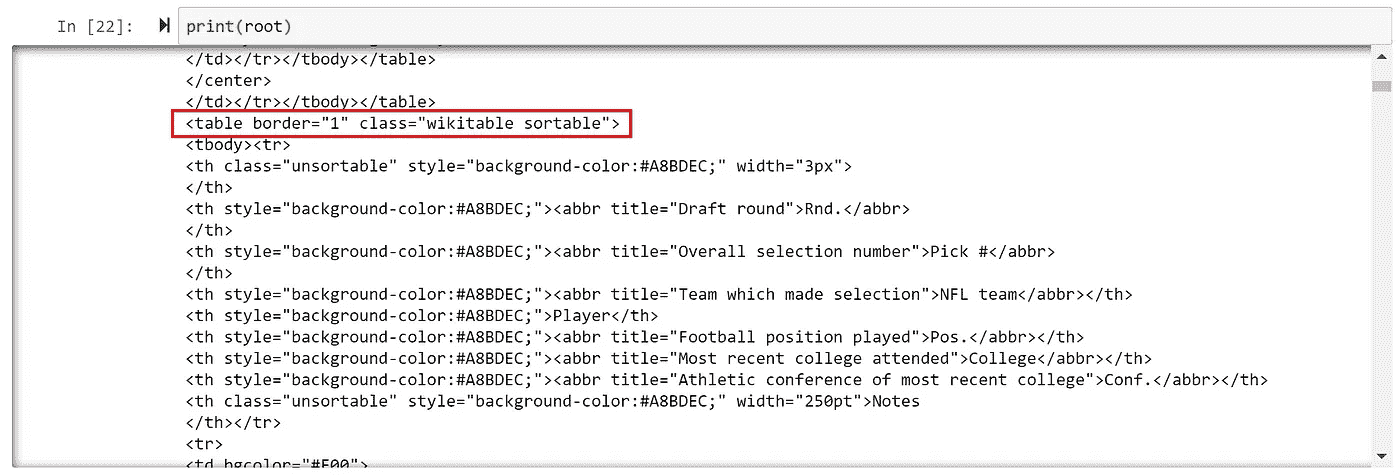 In [22]: print(root)
</td></tr></tbody></table>
</center>
</td></tr></tbody></table>
<table border="1" class="wikitable sortable">
<tbody><tr>
<th class="unsortable" style="background-color:#A8BDEC;" width="3px">
</th>
<th style="background-color:#A8BDEC;"><abbr title="Draft round">Rnd.</abbr>
</th>
<th style="background-color:#A8BDEC;"><abbr title="Overall selection number">Pick #</abbr>
</th>
<th style="background-color:#A8BDEC;"><abbr title="Team which made selection">NFL team</abbr></th>
<th style="background-color:#A8BDEC;">Player</th>
<th style="background-color:#A8BDEC;"><abbr title="Football position played">Pos.</abbr></th>
<th style="background-color:#A8BDEC;"><abbr title="Most recent college attended">College</abbr></th>
<th style="background-color:#A8BDEC;"><abbr title="Athletic conference of most recent college">Conf.</abbr></th>
<th class="unsortable" style="background-color:#A8BDEC;" width="250pt">Notes
</th></tr>
<tr>
<td bgcolor="#F00">